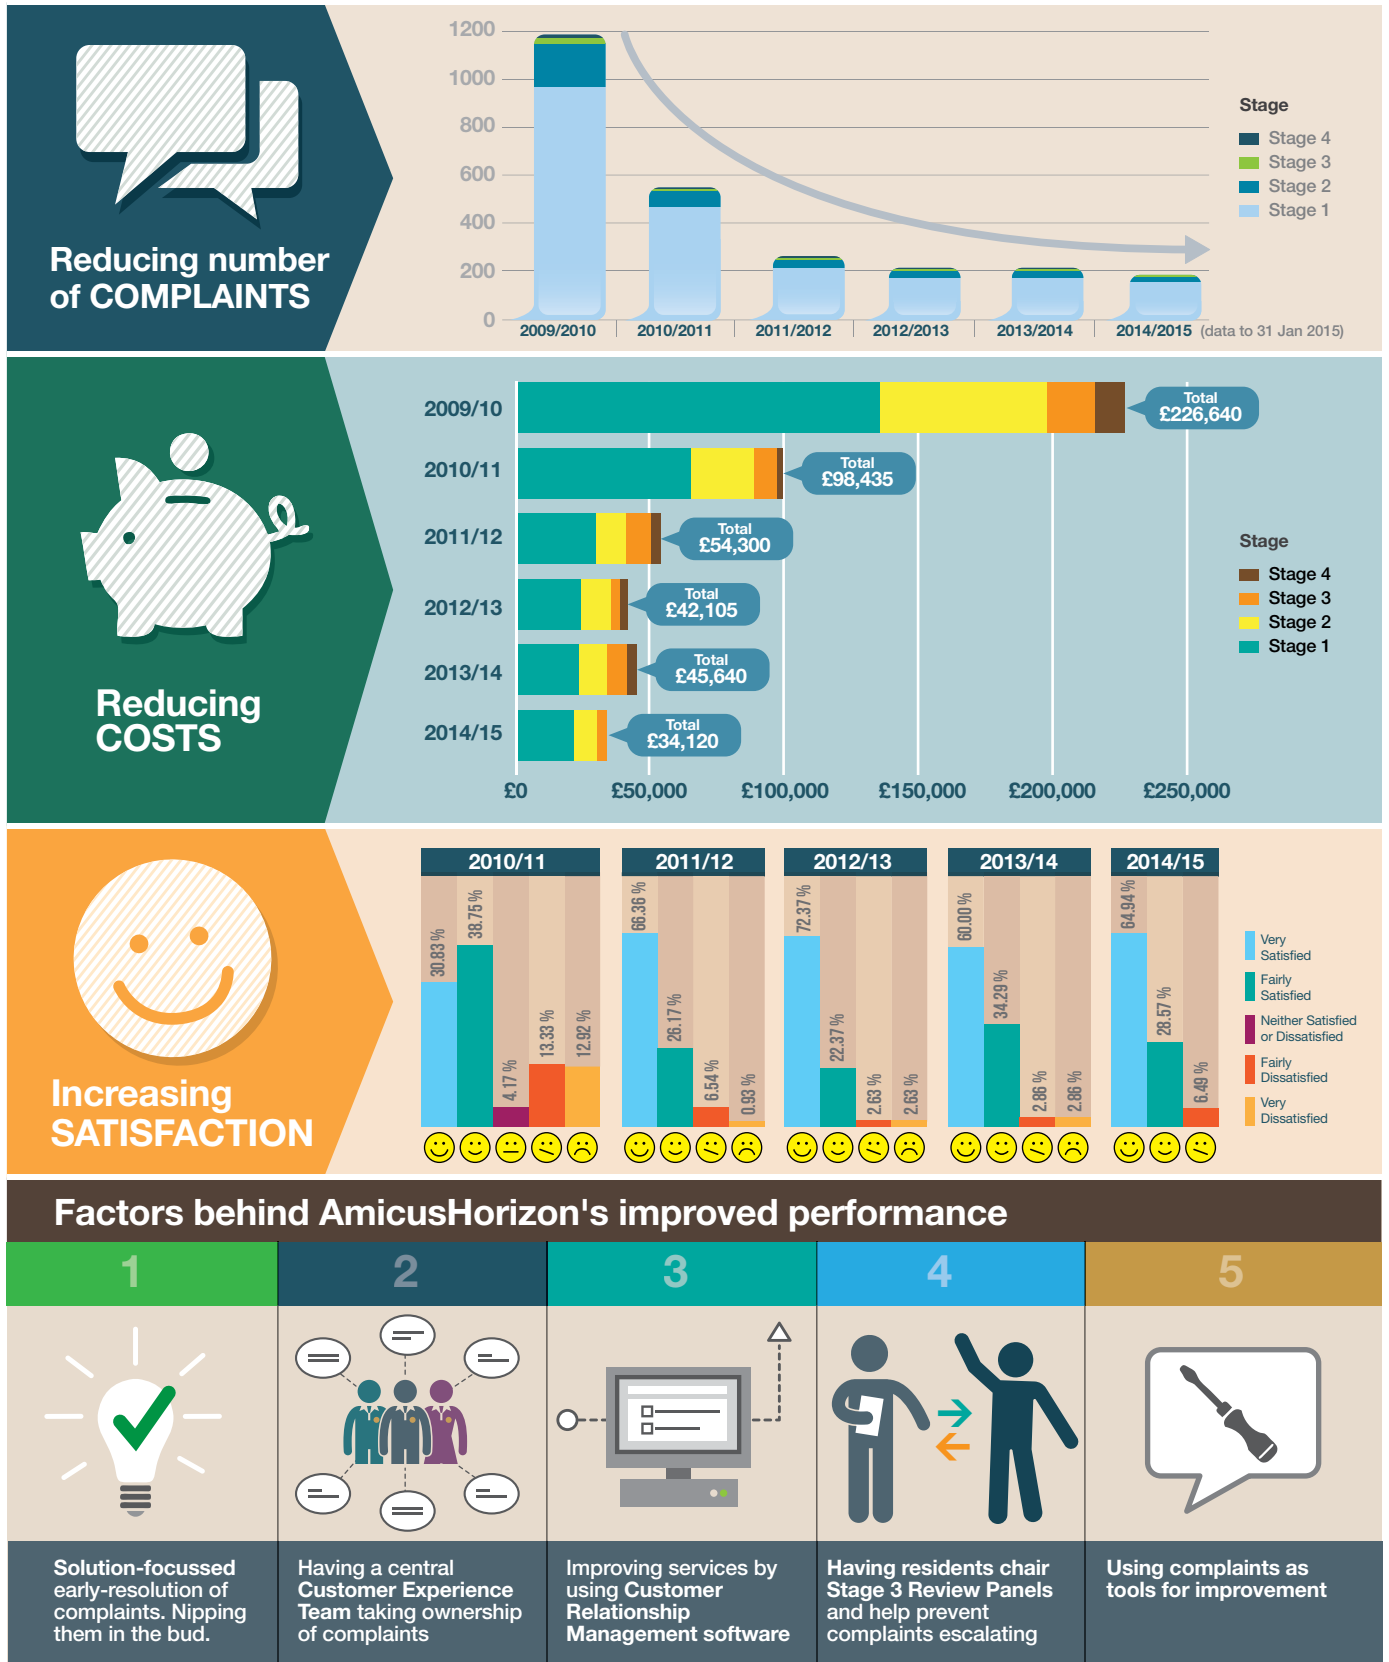 Reducing number
of COMPLAINTS
1200
1000
800
600
400
200
0
2009/2010
2010/2011
2011/2012
2012/2013
2013/2014
2014/2015 (data to 31 Jan 2015)
Stage
Stage 4
Stage 3
Stage 2
Stage 1
Reducing
COSTS
2009/10
Total
£226,640
2010/11
Total
£98,435
2011/12
Total
£54,300
2012/13
Total
£42,105
2013/14
Total
£45,640
2014/15
Total
£34,120
£0
£50,000
£100,000
£150,000
£200,000
£250,000
Stage
Stage 4
Stage 3
Stage 2
Stage 1
Increasing
SATISFACTION
2010/11
30.83 %
38.75 %
4.17 %
13.33 %
12.92 %
2011/12
66.36 %
26.17 %
6.54 %
0.93 %
2012/13
72.37 %
22.37 %
2.63 %
2.63 %
2013/14
60.00 %
34.29 %
2.86 %
2.86 %
2014/15
64.94 %
28.57 %
6.49 %
Very
Satisfied
Fairly
Satisfied
Neither Satisfied
or Dissatisfied
Fairly
Dissatisfied
Very
Dissatisfied
Factors behind AmicusHorizon's improved performance
1
Solution-focussed
early-resolution of
complaints. Nipping
them in the bud.
2
Having a central
Customer Experience
Team taking ownership
of complaints
3
Improving services by
using Customer
Relationship
Management software
4
Having residents chair
Stage 3 Review Panels
and help prevent
complaints escalating
5
Using complaints as
tools for improvement